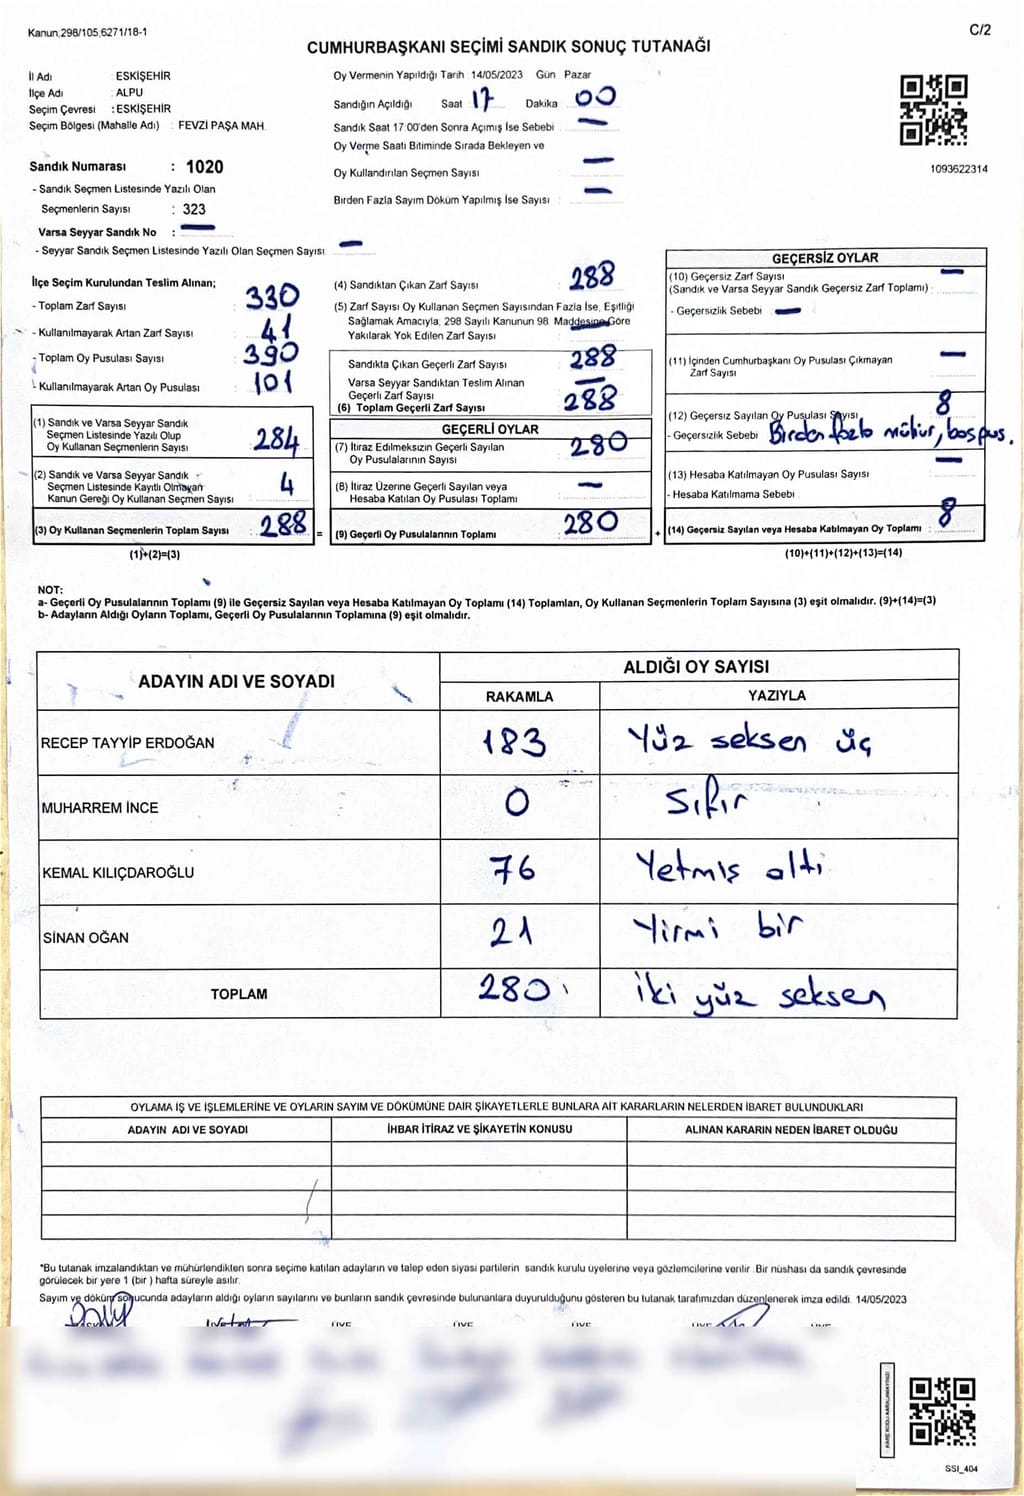 Kanun,298/105,6271/18-1
C/2
CUMHURBAŞKANI SEÇİMİ SANDIK SONUÇ TUTANAĞI
İl Adı : ESKİŞEHİR
İlçe Adı : ALPU
Seçim Çevresi : ESKİŞEHİR
Seçim Bölgesi (Mahalle Adı) : FEVZİ PAŞA MAH.
Oy Vermenin Yapıldığı Tarih : 14/05/2023 Gün Pazar
Sandığın Açıldığı Saat 17 Dakika 00
Sandık Saat 17:00'den Sonra Açımış İse Sebebi : —
Oy Verme Saati Bitiminde Sırada Bekleyen ve
Oy Kullandırılan Seçmen Sayısı : —
Birden Fazla Sayım Döküm Yapılmış İse Sayısı : —
1093622314
Sandık Numarası : 1020
- Sandık Seçmen Listesinde Yazılı Olan
Seçmenlerin Sayısı : 323
Varsa Seyyar Sandık No : —
- Seyyar Sandık Seçmen Listesinde Yazılı Olan Seçmen Sayısı: —
İlçe Seçim Kurulundan Teslim Alınan;
- Toplam Zarf Sayısı : 330
- Kullanılmayarak Artan Zarf Sayısı : 41
- Toplam Oy Pusulası Sayısı : 390
- Kullanılmayarak Artan Oy Pusulası : 101
(1) Sandık ve Varsa Seyyar Sandık
Seçmen Listesinde Yazılı Olup
Oy Kullanan Seçmenlerin Sayısı : 284
(2) Sandık ve Varsa Seyyar Sandık
Seçmen Listesinde Kayıtlı Olmayan
Kanun Gereği Oy Kullanan Seçmen Sayısı : 4
(3) Oy Kullanan Seçmenlerin Toplam Sayısı : 288 =
(1)+(2)=(3)
(4) Sandıktan Çıkan Zarf Sayısı : 288
(5) Zarf Sayısı Oy Kullanan Seçmen Sayısından Fazla İse, Eşitliği
Sağlamak Amacıyla, 298 Sayılı Kanunun 98 Maddesine Göre
Yakılarak Yok Edilen Zarf Sayısı : —
Sandıkta Çıkan Geçerli Zarf Sayısı : 288
Varsa Seyyar Sandıktan Teslim Alınan
Geçerli Zarf Sayısı : —
(6) Toplam Geçerli Zarf Sayısı : 288
GEÇERLİ OYLAR
(7) İtiraz Edilmeksizin Geçerli Sayılan
Oy Pusulalarının Sayısı : 280
(8) İtiraz Üzerine Geçerli Sayılan veya
Hesaba Katılan Oy Pusulası Toplamı : —
(9) Geçerli Oy Pusulalarının Toplamı : 280 +
GEÇERSİZ OYLAR
(10) Geçersiz Zarf Sayısı —
(Sandık ve Varsa Seyyar Sandık Geçersiz Zarf Toplamı) :
- Geçersizlik Sebebi : —
(11) İçinden Cumhurbaşkanı Oy Pusulası Çıkmayan
Zarf Sayısı : —
(12) Geçersiz Sayılan Oy Pusulası Sayısı : 8
- Geçersizlik Sebebi : Birden fazla mühür, boş pus.
(13) Hesaba Katılmayan Oy Pusulası Sayısı : —
- Hesaba Katılmama Sebebi :
(14) Geçersiz Sayılan veya Hesaba Katılmayan Oy Toplamı : 8
(10)+(11)+(12)+(13)=(14)
NOT:
a- Geçerli Oy Pusulalarının Toplamı (9) ile Geçersiz Sayılan veya Hesaba Katılmayan Oy Toplamı (14) Toplamları, Oy Kullanan Seçmenlerin Toplam Sayısına (3) eşit olmalıdır. (9)+(14)=(3)
b- Adayların Aldığı Oyların Toplamı, Geçerli Oy Pusulalarının Toplamına (9) eşit olmalıdır.
ADAYIN ADI VE SOYADI
ALDIĞI OY SAYISI
RAKAMLA YAZIYLA
RECEP TAYYİP ERDOĞAN 183 Yüz seksen üç
MUHARREM İNCE 0 sıfır
KEMAL KILIÇDAROĞLU 76 Yetmiş altı
SİNAN OĞAN 21 Yirmi bir
TOPLAM 280 iki yüz seksen
OYLAMA İŞ VE İŞLEMLERİNE VE OYLARIN SAYIM VE DÖKÜMÜNE DAİR ŞİKAYETLERLE BUNLARA AİT KARARLARIN NELERDEN İBARET BULUNDUKLARI
ADAYIN ADI VE SOYADI İHBAR İTİRAZ VE ŞİKAYETİN KONUSU ALINAN KARARIN NEDEN İBARET OLDUĞU
*Bu tutanak imzalandıktan ve mühürlendikten sonra seçime katılan adayların ve talep eden siyasi partilerin sandık kurulu üyelerine veya gözlemcilerine verilir. Bir nüshası da sandık çevresinde
görülecek bir yere 1 (bir) hafta süreyle asılır.
Sayım ve döküm sonucunda adayların aldığı oyların sayılarını ve bunların sandık çevresinde bulunanlara duyurulduğunu gösteren bu tutanak tarafımızdan düzenlenerek imza edildi. 14/05/2023
ÜYE ÜYE ÜYE ÜYE
KARE KODU KARALAMAYINIZ!
SSI_404